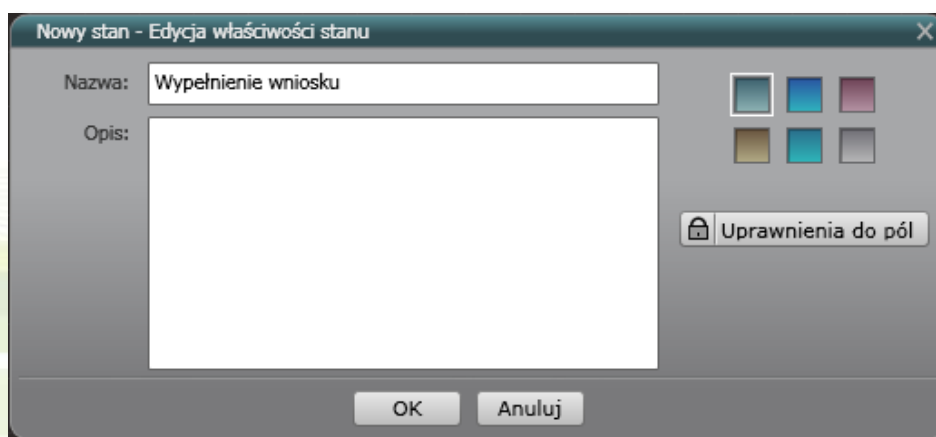 Nowy stan - Edycja właściwości stanu
Nazwa: Wypełnienie wniosku
Opis:
Uprawnienia do pól
OK Anuluj